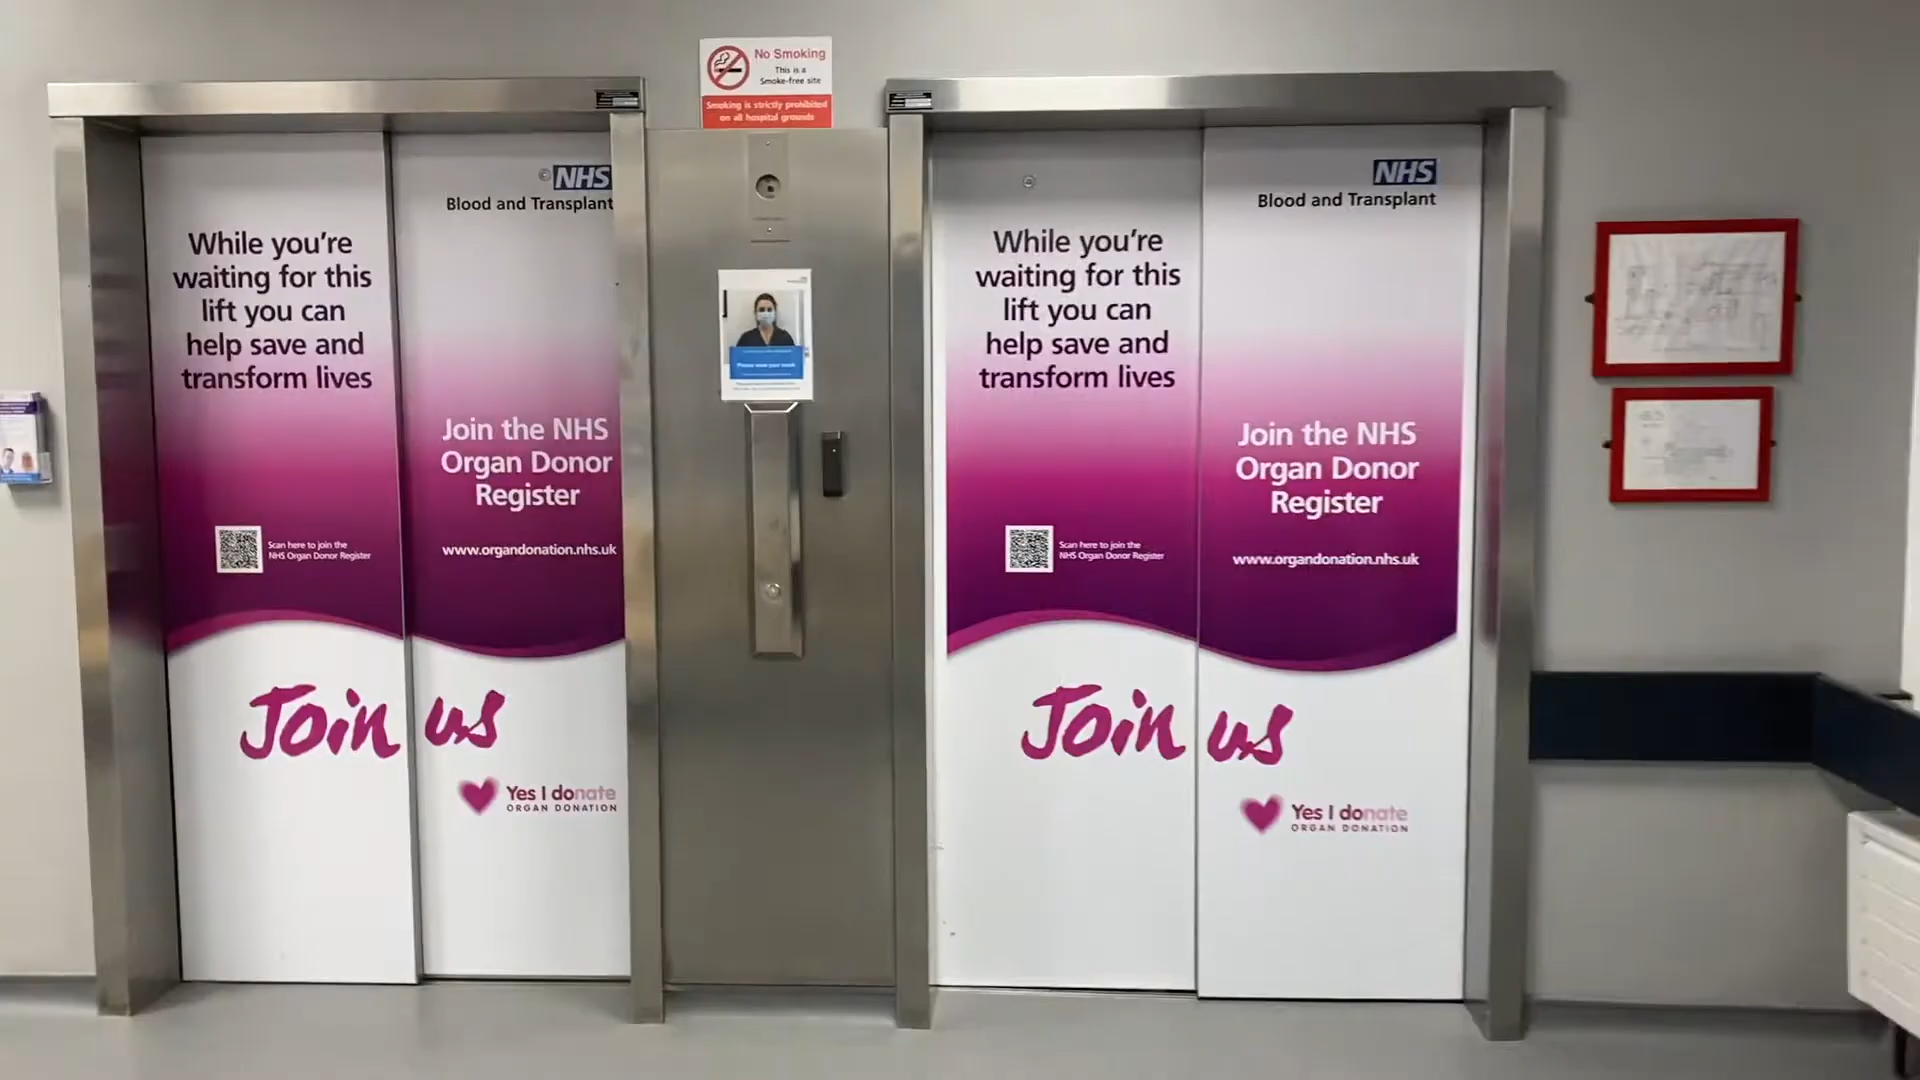 No Smoking
This is a
Smoke-free site
Smoking is strictly prohibited
on all hospital grounds
NHS
Blood and Transplant
While you're
waiting for this
lift you can
help save and
transform lives
Join the NHS
Organ Donor
Register
Scan here to join the
NHS Organ Donor Register
www.organdonation.nhs.uk
Join us
Yes I donate
ORGAN DONATION
Please wear your mask
NHS
Blood and Transplant
While you're
waiting for this
lift you can
help save and
transform lives
Join the NHS
Organ Donor
Register
Scan here to join the
NHS Organ Donor Register
www.organdonation.nhs.uk
Join us
Yes I donate
ORGAN DONATION